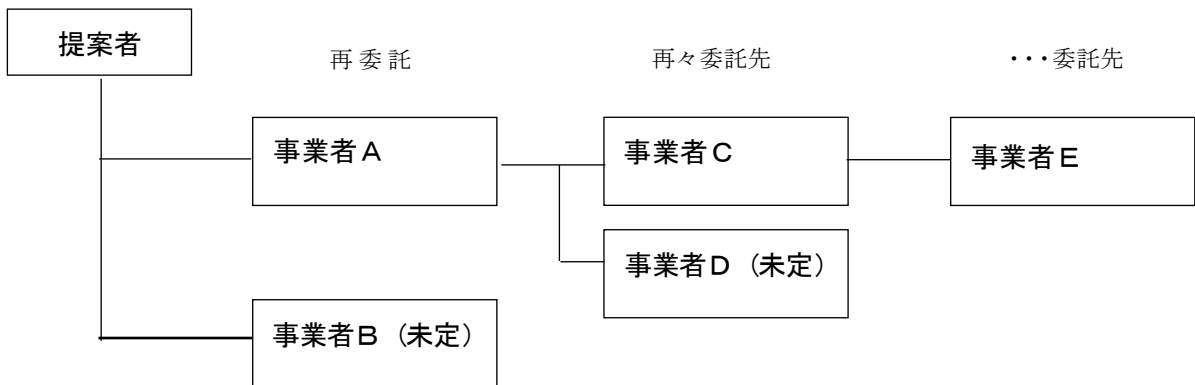 提案者
再委託
再々委託先
・・・委託先
事業者A
事業者C
事業者E
事業者D（未定）
事業者B（未定）